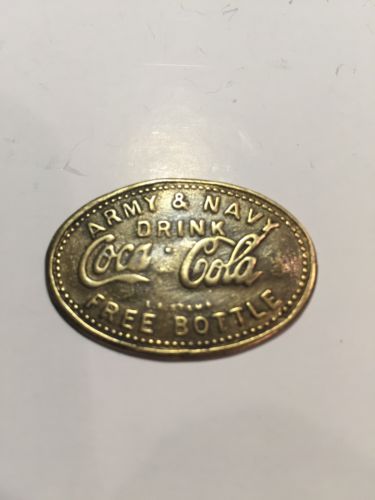 ARMY & NAVY
DRINK
Coca-Cola
FREE BOTTLE